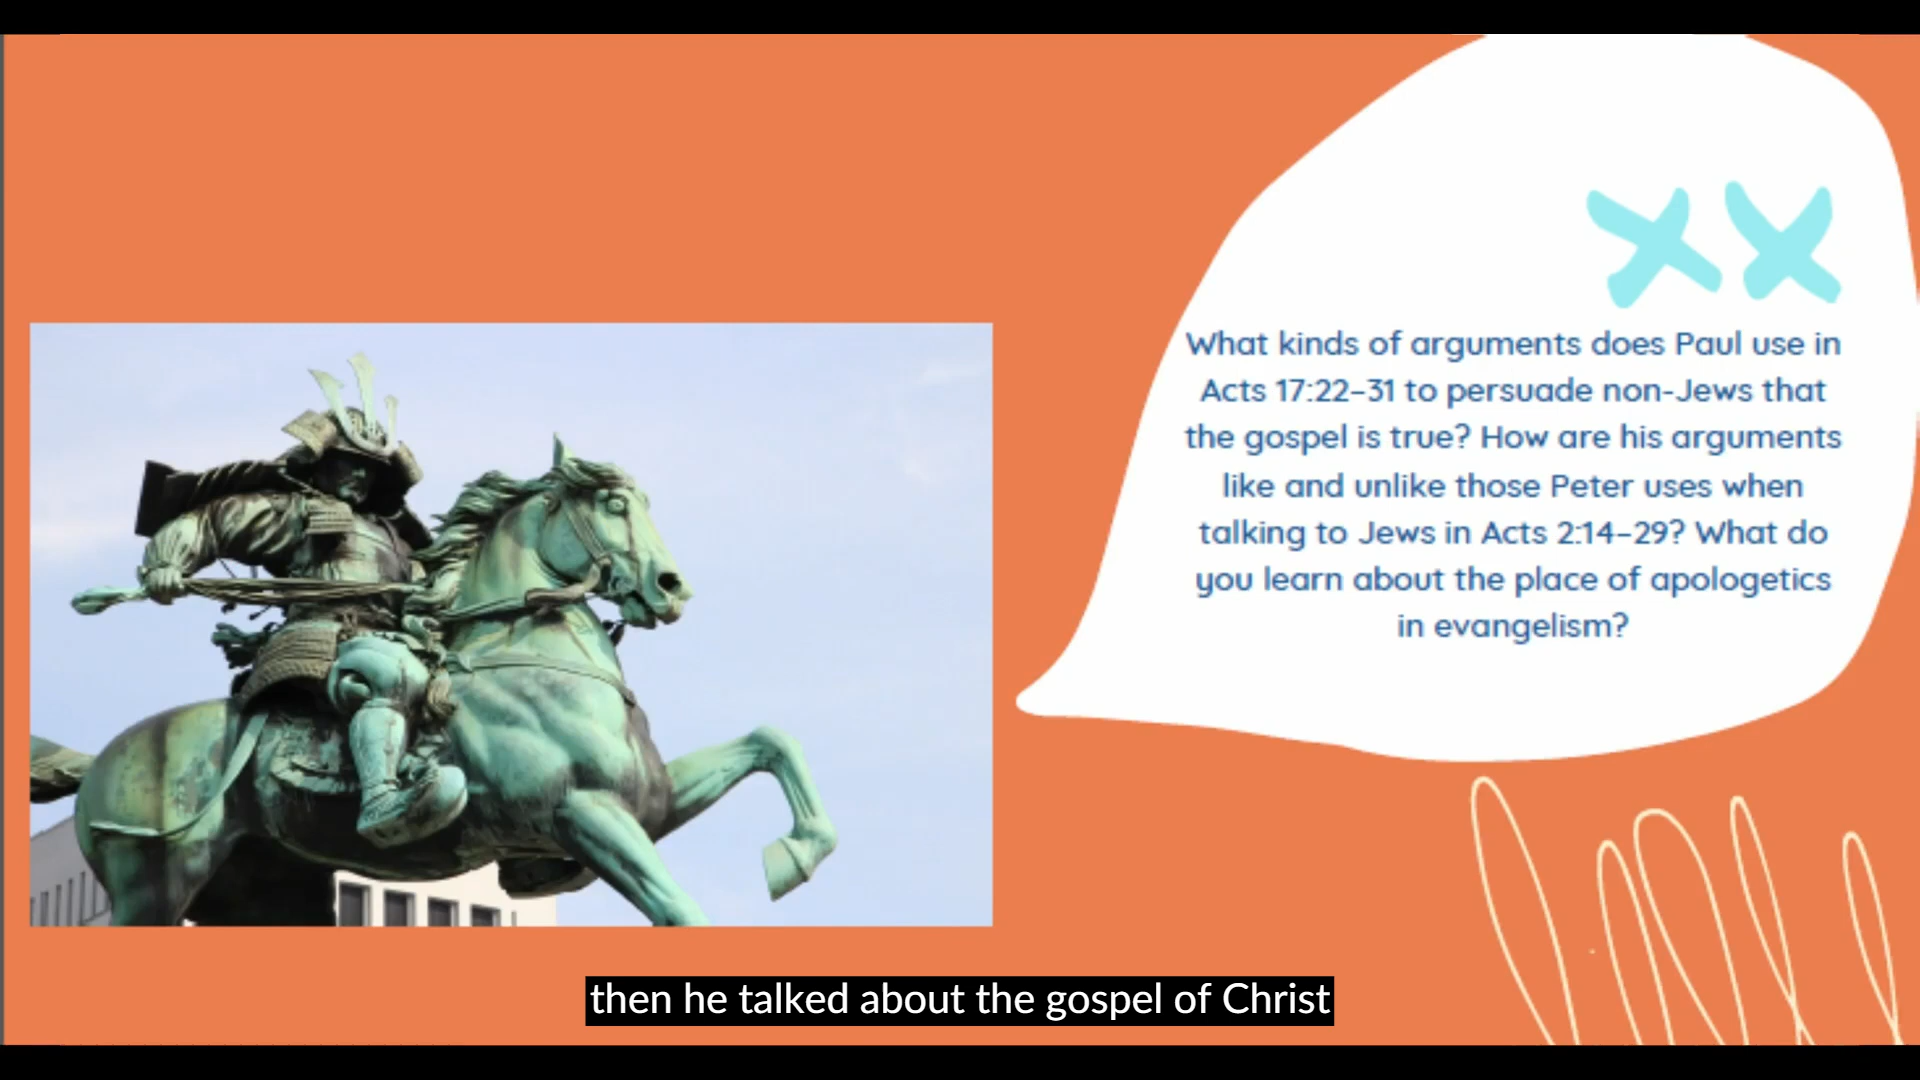 What kinds of arguments does Paul use in
Acts 17:22–31 to persuade non-Jews that
the gospel is true? How are his arguments
like and unlike those Peter uses when
talking to Jews in Acts 2:14–29? What do
you learn about the place of apologetics
in evangelism?
then he talked about the gospel of Christ